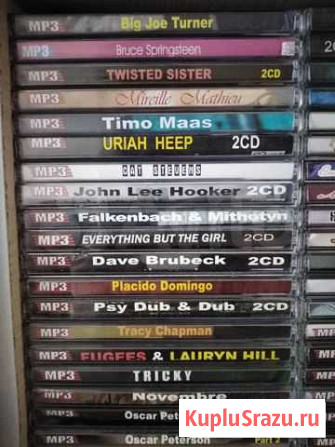 MP3 Big Joe Turner
MP3 Bruce Springsteen
MP3 TWISTED SISTER 2CD
MP3 Mireille Mathieu
MP3 Timo Maas
MP3 URIAH HEEP 2CD
MP3 CAT STEVENS
MP3 John Lee Hooker 2CD
MP3 Falkenbach & Mithotyn
MP3 EVERYTHING BUT THE GIRL 2CD
MP3 Dave Brubeck 2CD
MP3 Placido Domingo
MP3 Psy Dub & Dub 2CD
MP3 Tracy Chapman
MP3 FUGEES & LAURYN HILL
MP3 TRICKY
MP3 Novembre
MP3 Oscar Pet
MP3 Oscar Peterson Part 2
KupluSrazu.ru